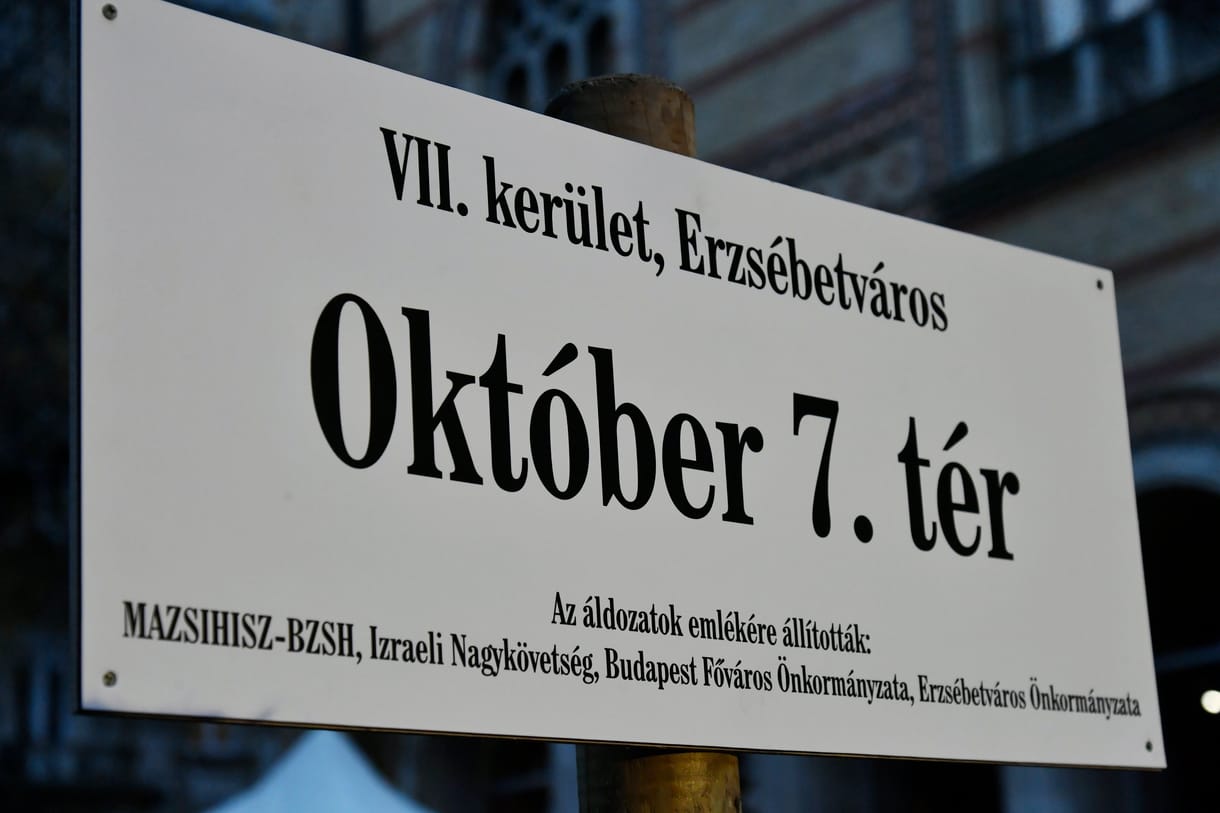 VII. kerület, Erzsébetváros
Október 7. tér
Az áldozatok emlékére állították:
MAZSIHISZ-BZSH, Izraeli Nagykövetség, Budapest Főváros Önkormányzata, Erzsébetváros Önkormányzata